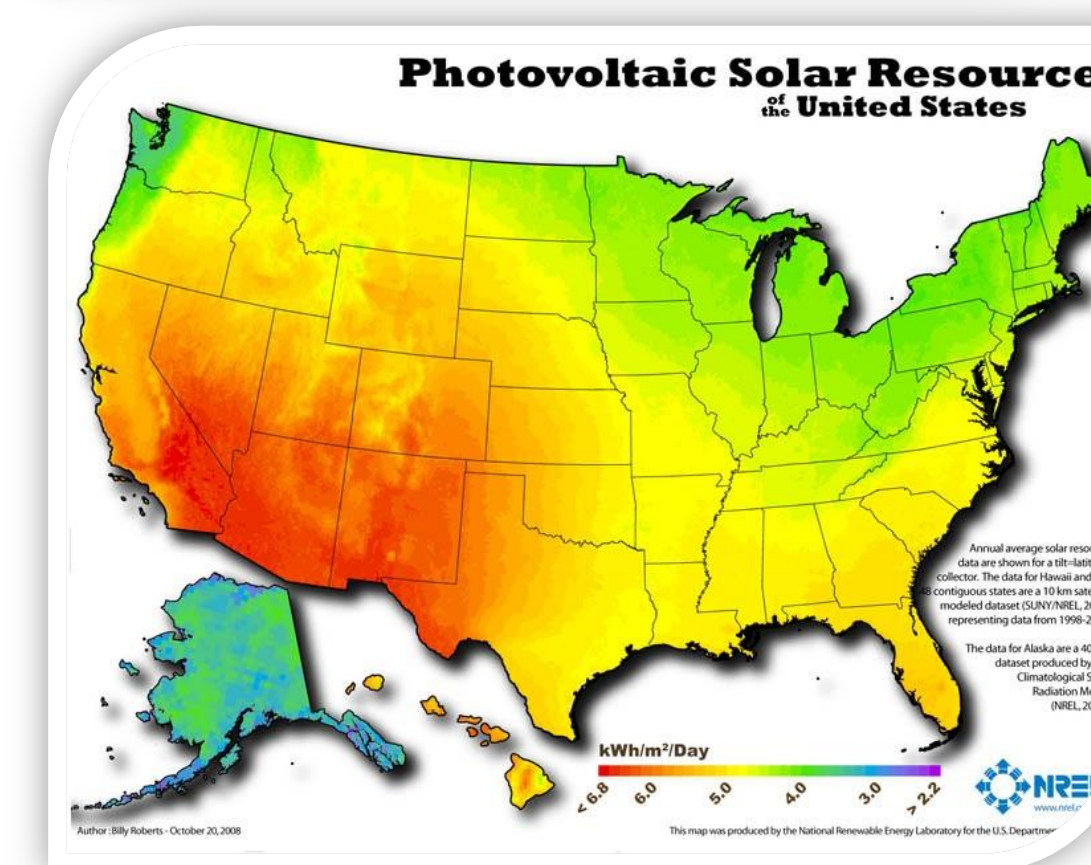 Photovoltaic Solar Resource
of the United States
Annual average solar resou
data are shown for a tilt=latit
collector. The data for Hawaii and
48 contiguous states are a 10 km sate
modeled dataset (SUNY/NREL, 20
representing data from 1998-2
The data for Alaska are a 40
dataset produced by
Climatological S
Radiation Mo
(NREL, 20
kWh/m²/Day
< 6.8 6.0 5.0 4.0 3.0 > 2.2
NREL
www.nrel.g
Author : Billy Roberts - October 20, 2008
This map was produced by the National Renewable Energy Laboratory for the U.S. Departme